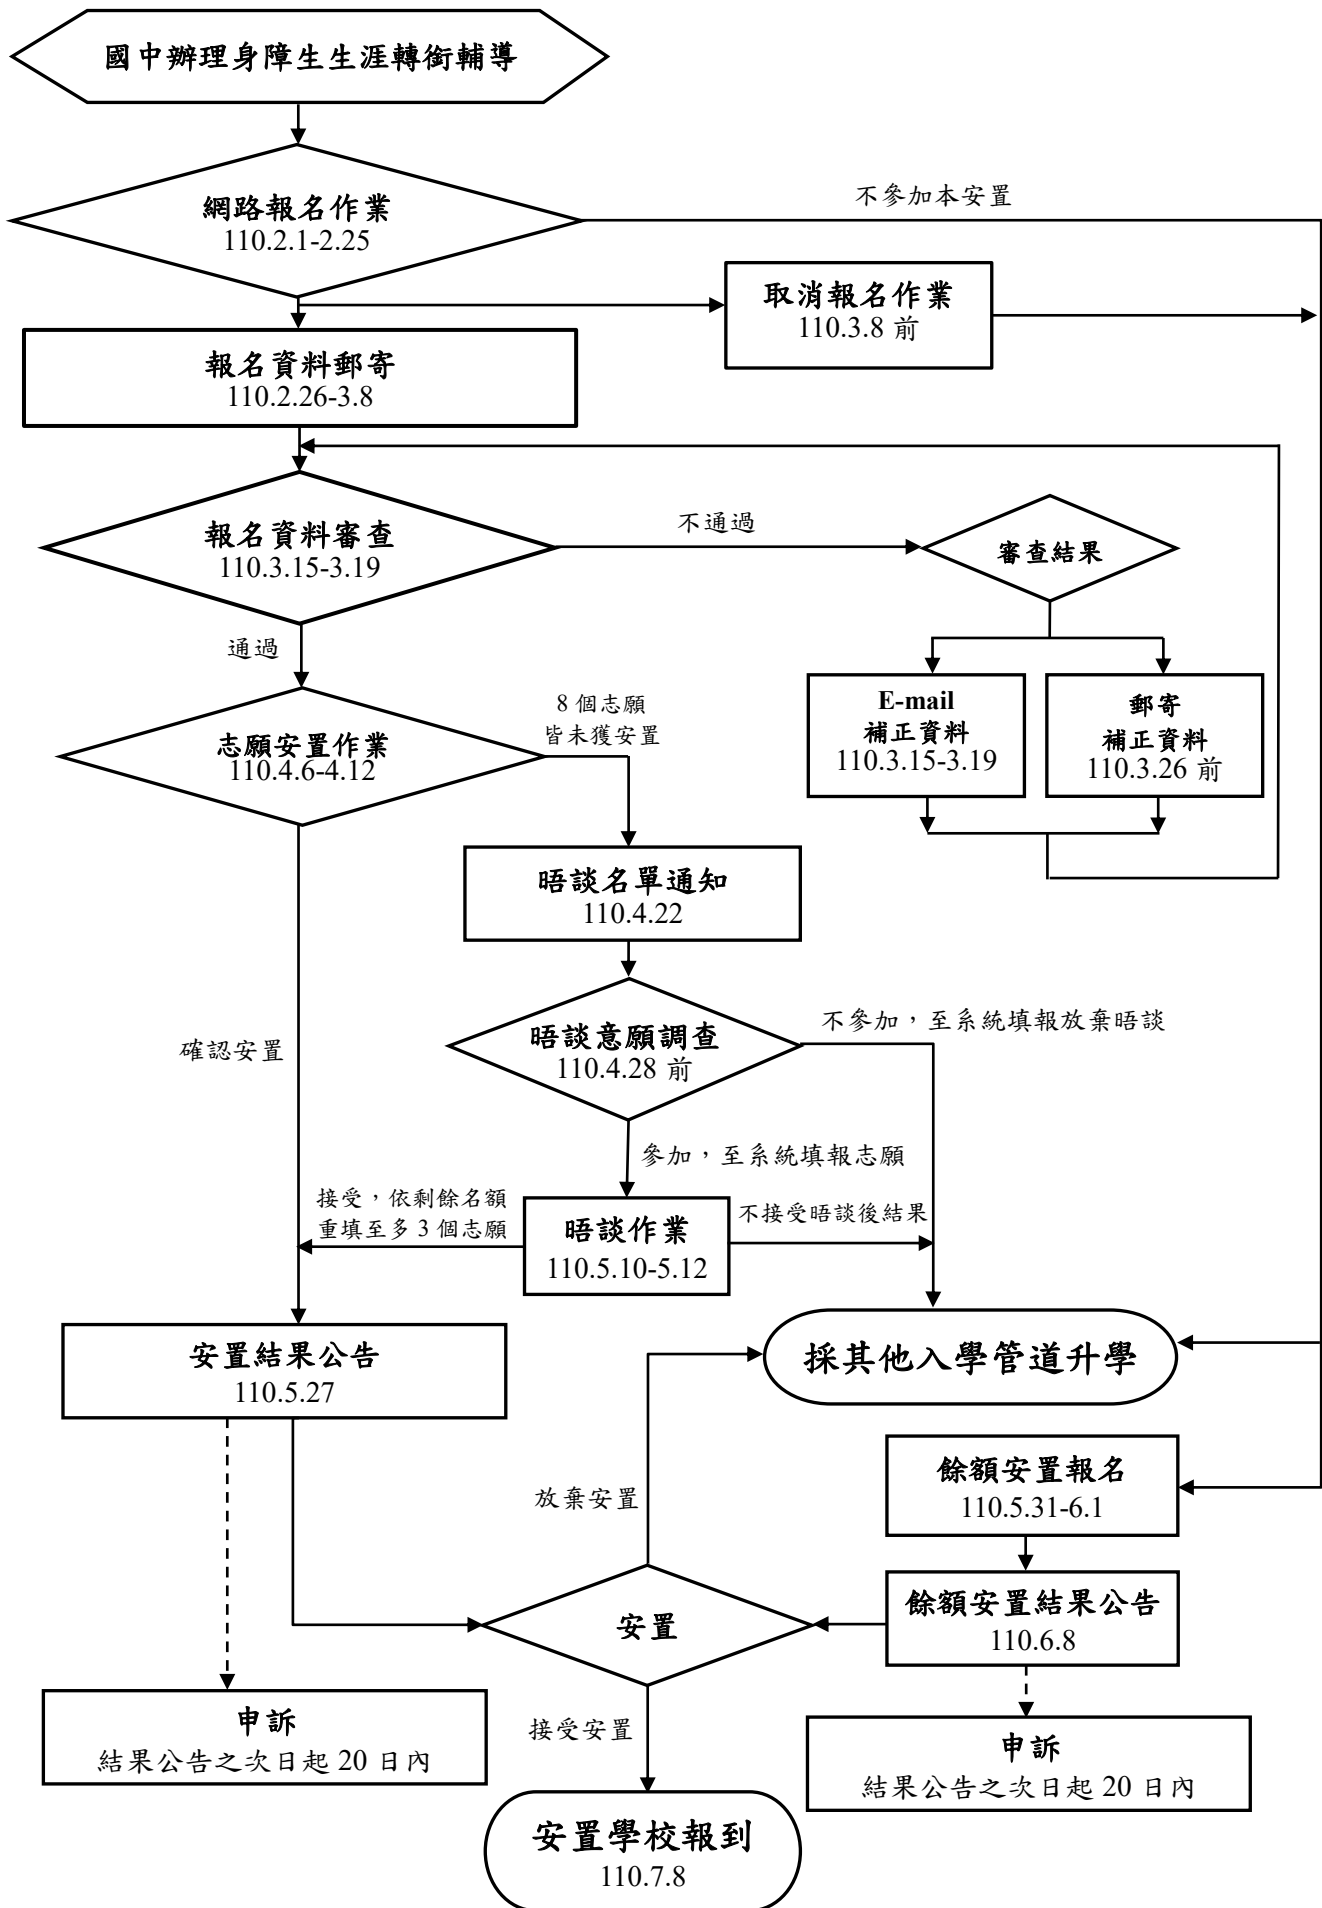 國中辦理身障生生涯轉銜輔導
網路報名作業
110.2.1-2.25
不參加本安置
取消報名作業
110.3.8 前
報名資料郵寄
110.2.26-3.8
報名資料審查
110.3.15-3.19
不通過
審查結果
通過
E-mail
補正資料
110.3.15-3.19
郵寄
補正資料
110.3.26 前
志願安置作業
110.4.6-4.12
8 個志願
皆未獲安置
晤談名單通知
110.4.22
確認安置
晤談意願調查
110.4.28 前
不參加，至系統填報放棄晤談
參加，至系統填報志願
接受，依剩餘名額
重填至多 3 個志願
晤談作業
110.5.10-5.12
不接受晤談後結果
安置結果公告
110.5.27
採其他入學管道升學
餘額安置報名
110.5.31-6.1
放棄安置
安置
餘額安置結果公告
110.6.8
申訴
結果公告之次日起 20 日內
接受安置
申訴
結果公告之次日起 20 日內
安置學校報到
110.7.8